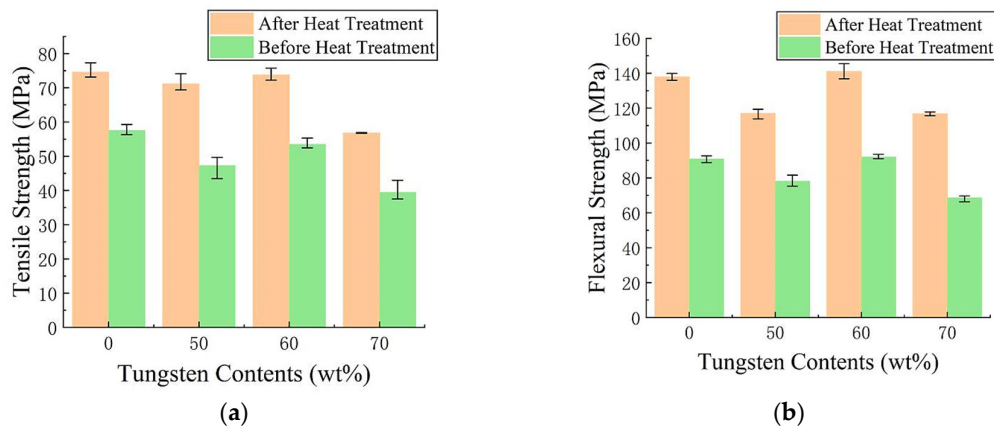 After Heat Treatment
Before Heat Treatment
Tensile Strength (MPa)
80
70
60
50
40
30
20
10
0
0 50 60 70
Tungsten Contents (wt%)
(a)
After Heat Treatment
Before Heat Treatment
Flexural Strength (MPa)
160
140
120
100
80
60
40
20
0
0 50 60 70
Tungsten Contents (wt%)
(b)